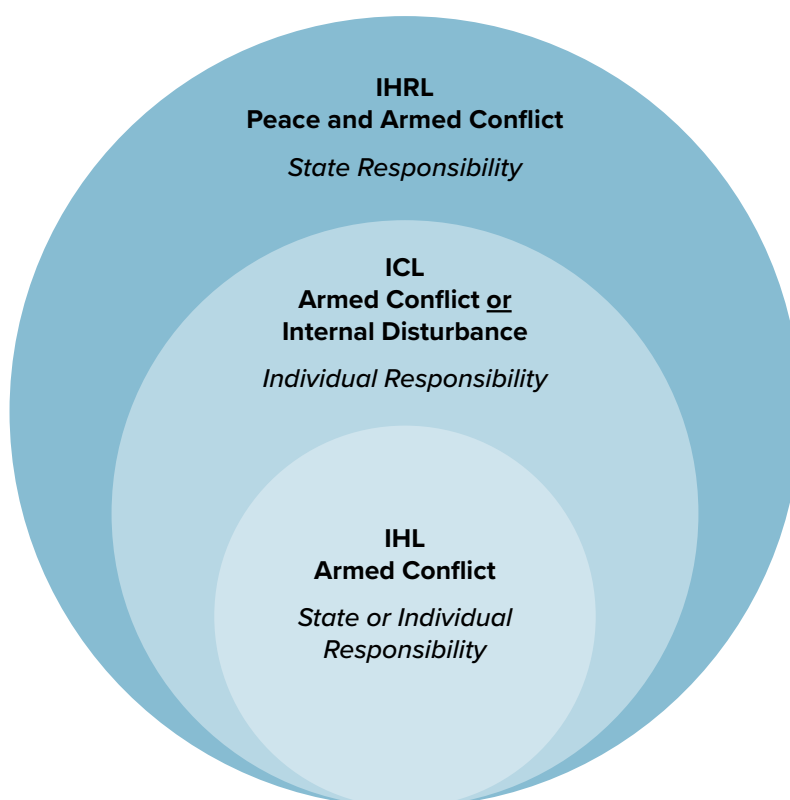 IHRL
Peace and Armed Conflict
State Responsibility
ICL
Armed Conflict or
Internal Disturbance
Individual Responsibility
IHL
Armed Conflict
State or Individual
Responsibility